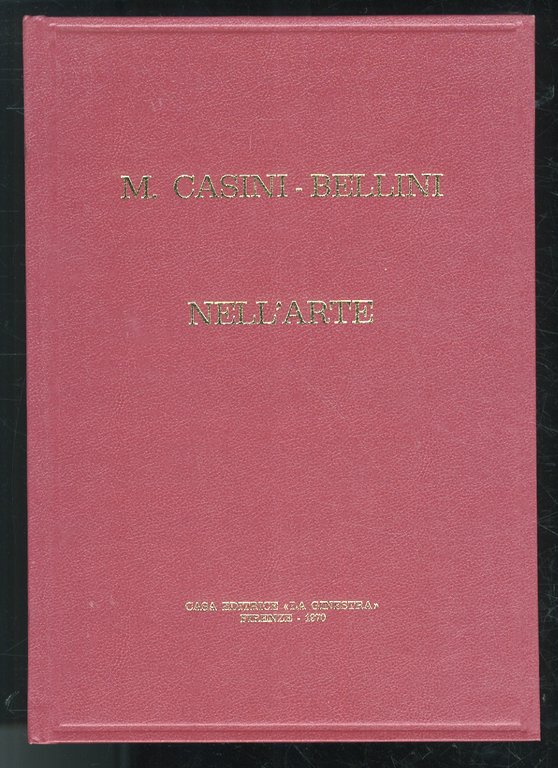 M. CASINI - BELLINI
NELL'ARTE
CASA EDITRICE «LA GINESTRA»
FIRENZE - 1970